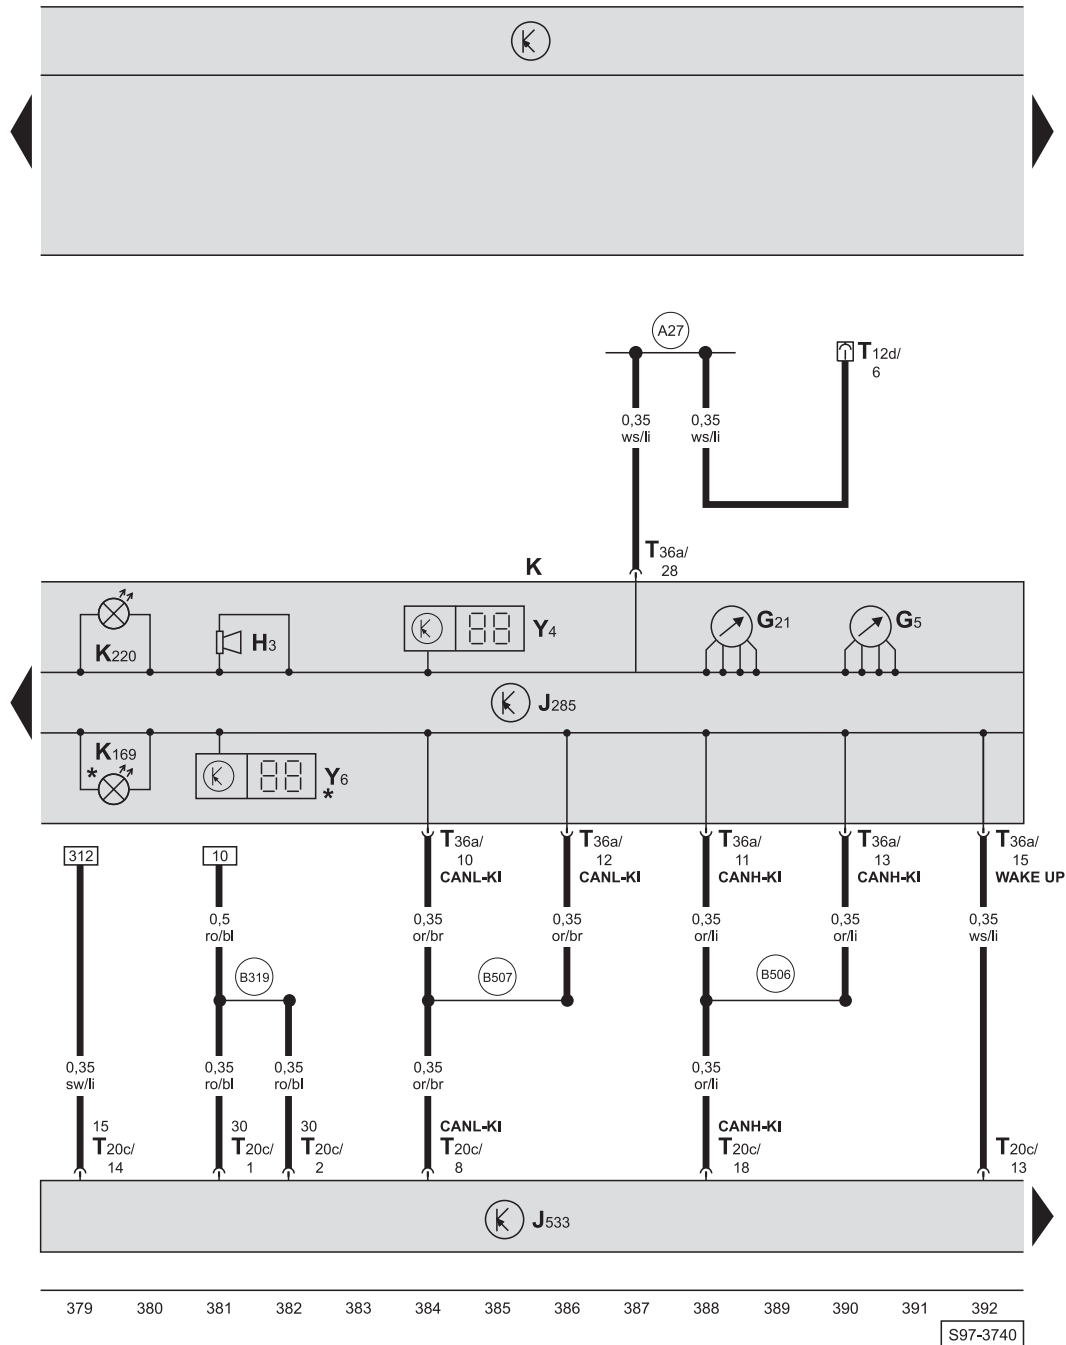 A27
T12d/
6
0,35
ws/li
0,35
ws/li
T36a/
28
K
K220
H3
Y4
G21
G5
J285
K169
*
Y6
*
312
10
T36a/
10
CANL-KI
T36a/
12
CANL-KI
T36a/
11
CANH-KI
T36a/
13
CANH-KI
T36a/
15
WAKE UP
0,5
ro/bl
0,35
or/br
0,35
or/br
0,35
or/li
0,35
or/li
0,35
ws/li
B319
B507
B506
0,35
sw/li
0,35
ro/bl
0,35
ro/bl
0,35
or/br
0,35
or/li
15
T20c/
14
30
T20c/
1
30
T20c/
2
CANL-KI
T20c/
8
CANH-KI
T20c/
18
T20c/
13
J533
379 380 381 382 383 384 385 386 387 388 389 390 391 392
S97-3740